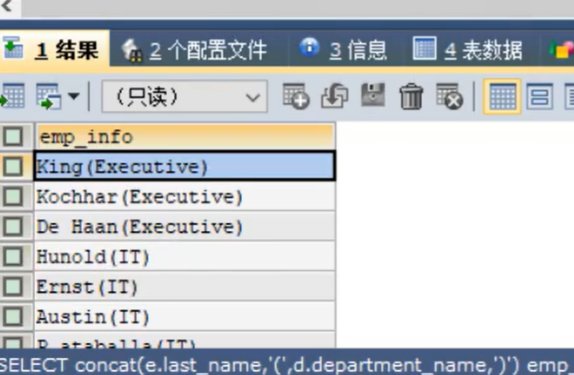 1 结果 2 个配置文件 3 信息 4 表数据
（只读）
emp_info
King(Executive)
Kochhar(Executive)
De Haan(Executive)
Hunold(IT)
Ernst(IT)
Austin(IT)
SELECT concat(e.last_name,'(',d.department_name,')') emp_